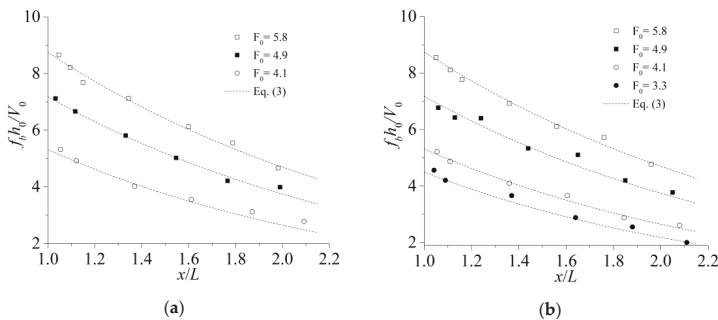 10
8
6
4
2
f_b h_0/V_0
1.0 1.2 1.4 1.6 1.8 2.0 2.2
x/L
F_0 = 5.8
F_0 = 4.9
F_0 = 4.1
Eq. (3)
(a)
10
8
6
4
2
f_b h_0/V_0
1.0 1.2 1.4 1.6 1.8 2.0 2.2
x/L
F_0 = 5.8
F_0 = 4.9
F_0 = 4.1
F_0 = 3.3
Eq. (3)
(b)